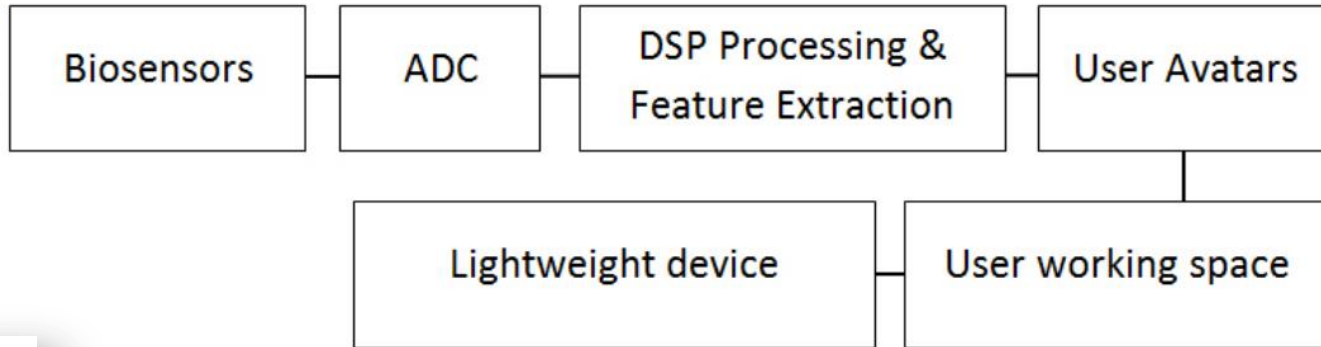 Biosensors
ADC
DSP Processing &
Feature Extraction
User Avatars
Lightweight device
User working space